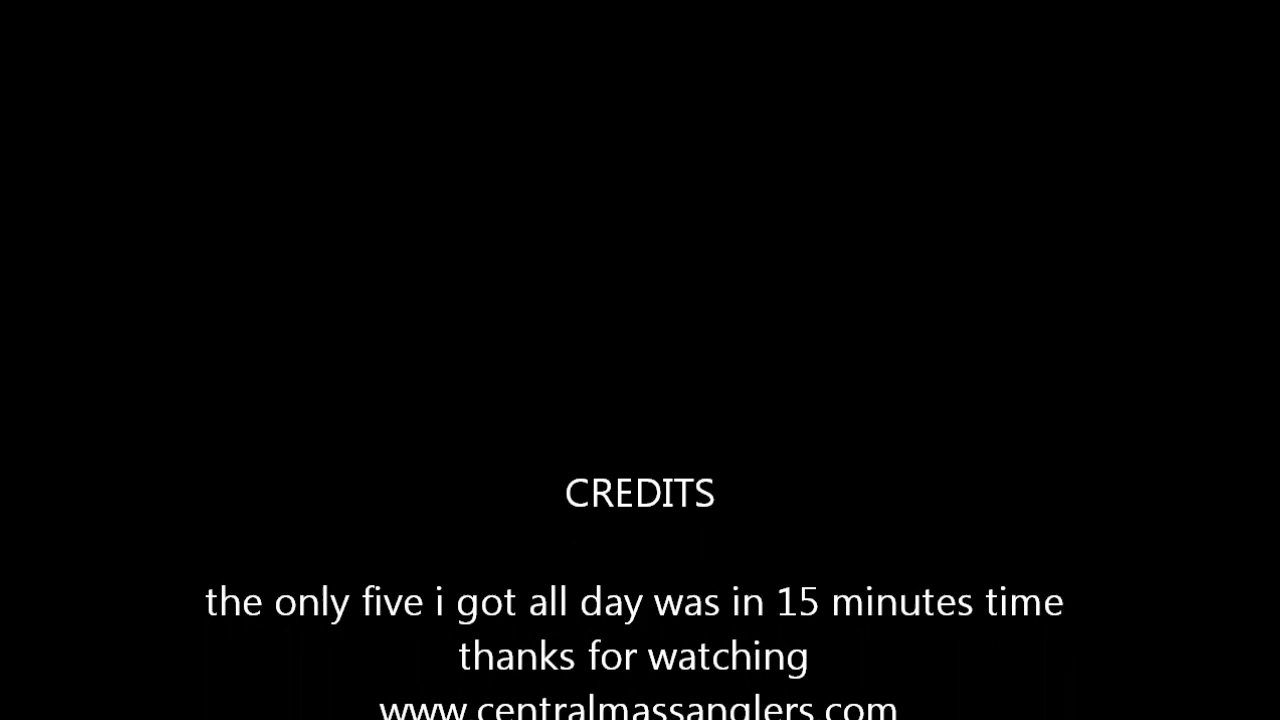 CREDITS
the only five i got all day was in 15 minutes time
thanks for watching
www.centralmassanglers.com